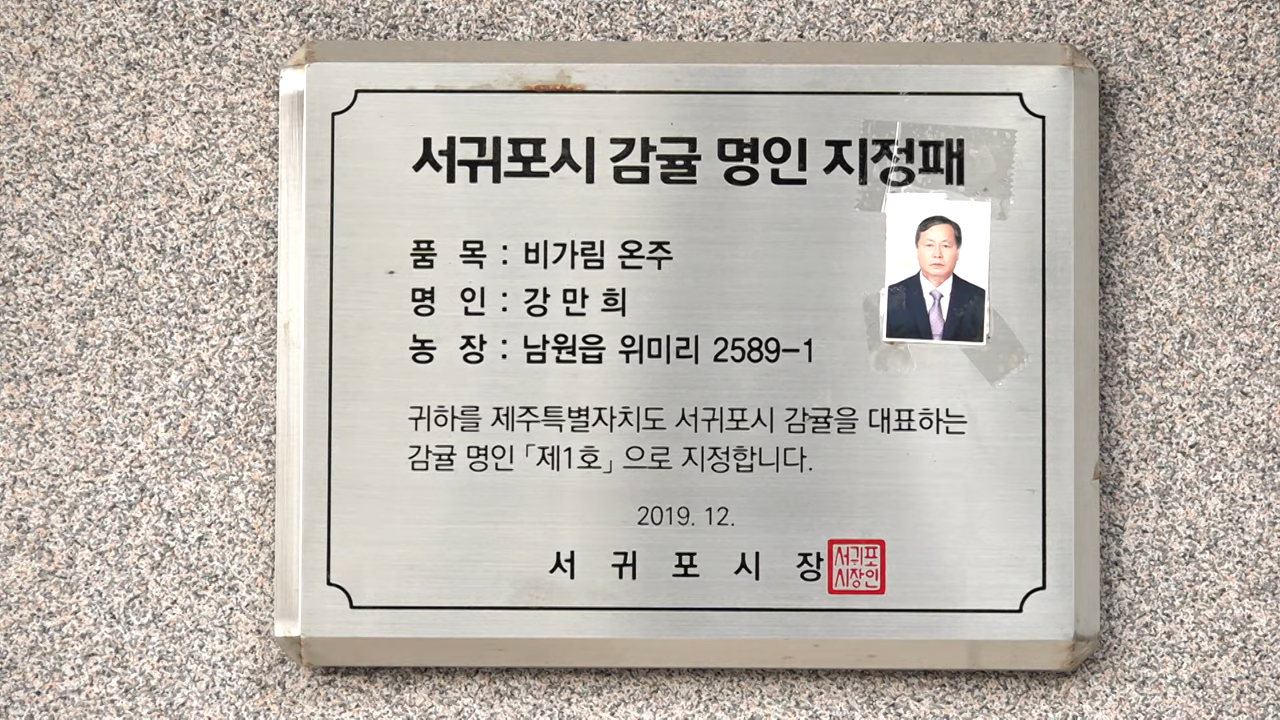 서귀포시 감귤 명인 지정패
품 목 : 비가림 온주
명 인 : 강 만 희
농 장 : 남원읍 위미리 2589-1
귀하를 제주특별자치도 서귀포시 감귤을 대표하는
감귤 명인 「제1호」 으로 지정합니다.
2019. 12.
서 귀 포 시 장
서귀포
시장인